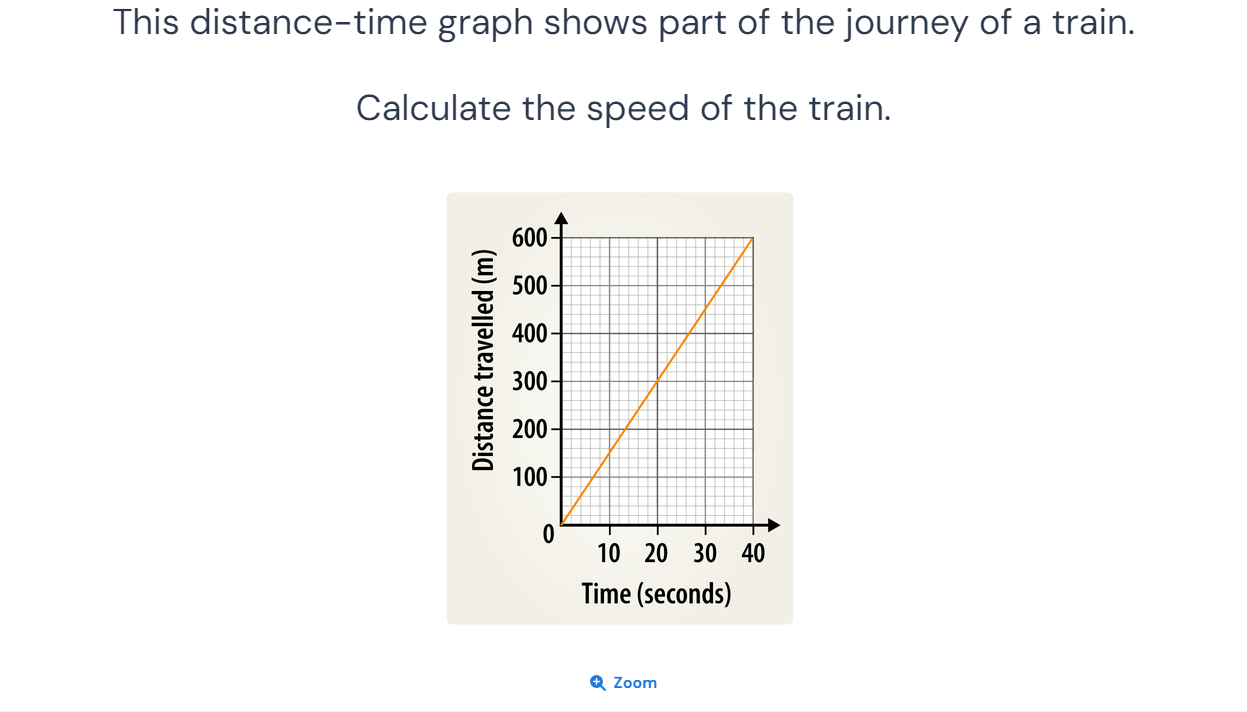 This distance-time graph shows part of the journey of a train.
Calculate the speed of the train.
Distance travelled (m)
600
500
400
300
200
100
0
10 20 30 40
Time (seconds)
Zoom